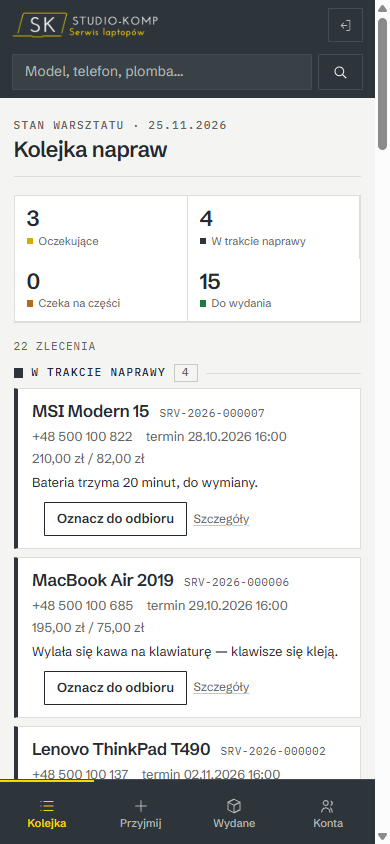 SK STUDIO-KOMP
Serwis laptopów
Model, telefon, plomba...
STAN WARSZTATU · 25.11.2026
Kolejka napraw
3
Oczekujące
4
W trakcie naprawy
0
Czeka na części
15
Do wydania
22 ZLECENIA
W TRAKCIE NAPRAWY 4
MSI Modern 15 SRV-2026-000007
+48 500 100 822 termin 28.10.2026 16:00
210,00 zł / 82,00 zł
Bateria trzyma 20 minut, do wymiany.
Oznacz do odbioru Szczegóły
MacBook Air 2019 SRV-2026-000006
+48 500 100 685 termin 29.10.2026 16:00
195,00 zł / 75,00 zł
Wylała się kawa na klawiaturę — klawisze się kleją.
Oznacz do odbioru Szczegóły
Lenovo ThinkPad T490 SRV-2026-000002
+48 500 100 137 termin 02.11.2026 16:00
Kolejka Przyjmij Wydane Konta